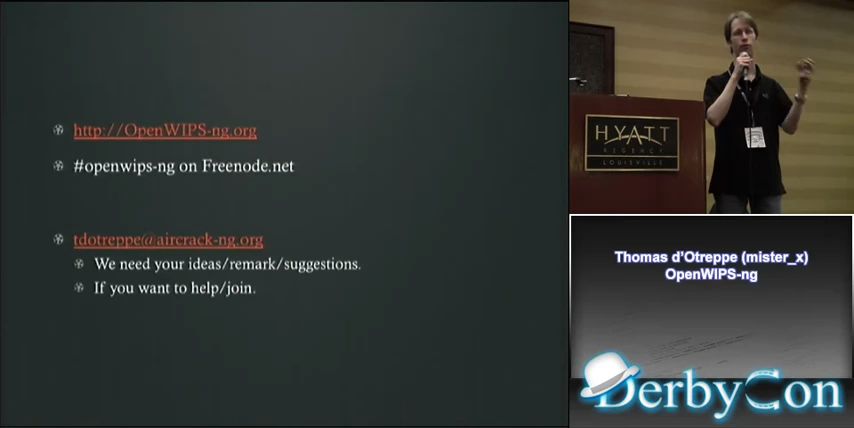 http://OpenWIPS-ng.org
#openwips-ng on Freenode.net
tdotreppe@aircrack-ng.org
We need your ideas/remark/suggestions.
If you want to help/join.
HYATT
REGENCY
LOUISVILLE
Thomas d'Otreppe (mister_x)
OpenWIPS-ng
DerbyCon